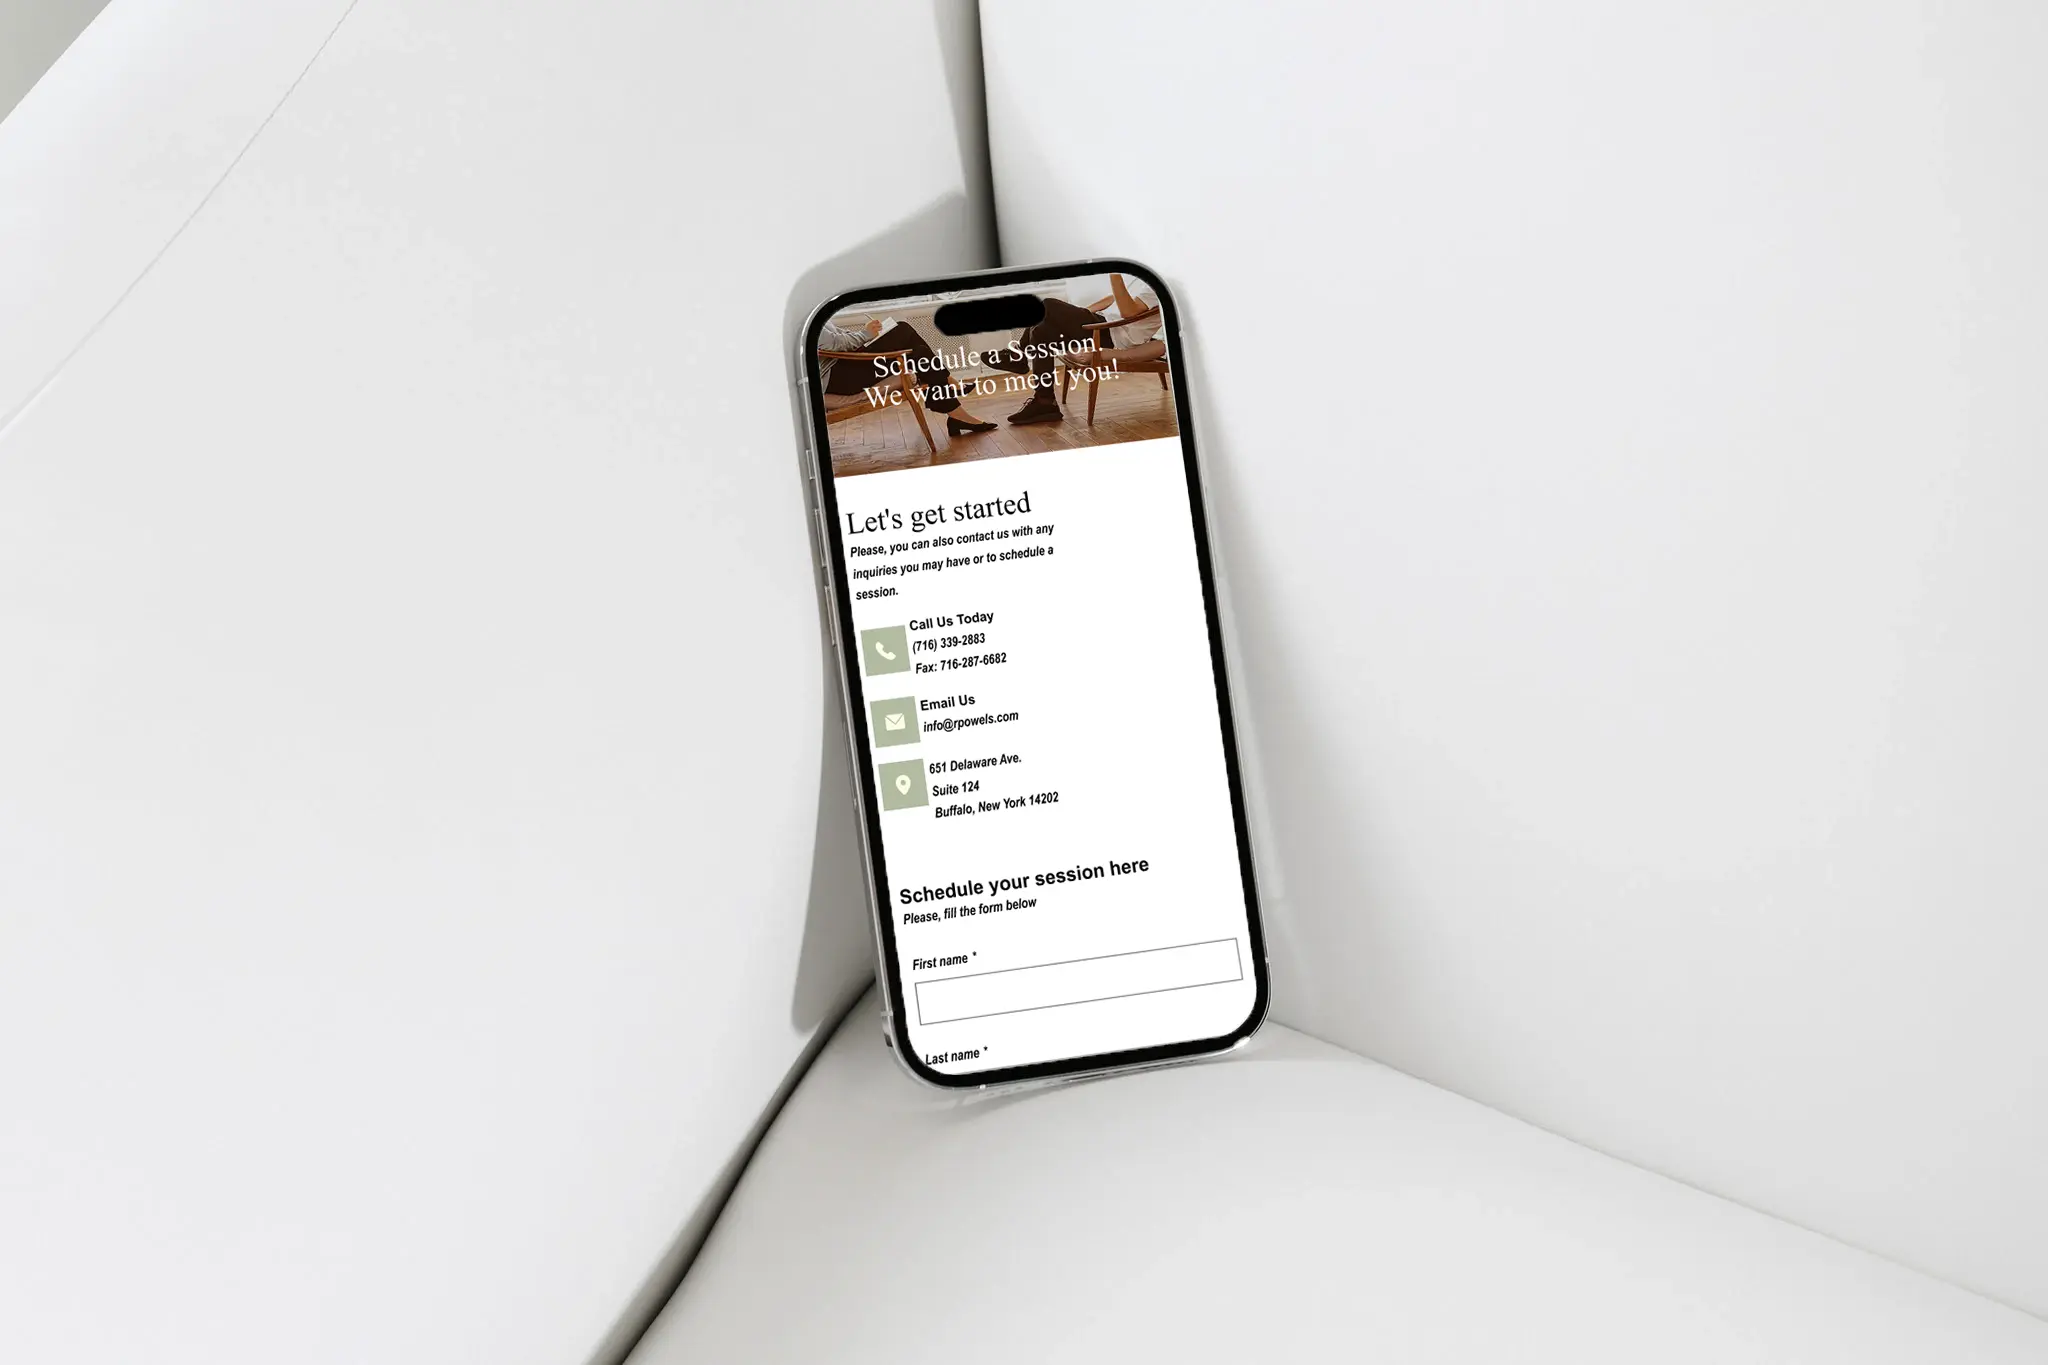 Schedule a Session.
We want to meet you!
Let's get started
Please, you can also contact us with any
inquiries you may have or to schedule a
session.
Call Us Today
(716) 339-2883
Fax: 716-287-6682
Email Us
info@rpowels.com
651 Delaware Ave.
Suite 124
Buffalo, New York 14202
Schedule your session here
Please, fill the form below
First name *
Last name *